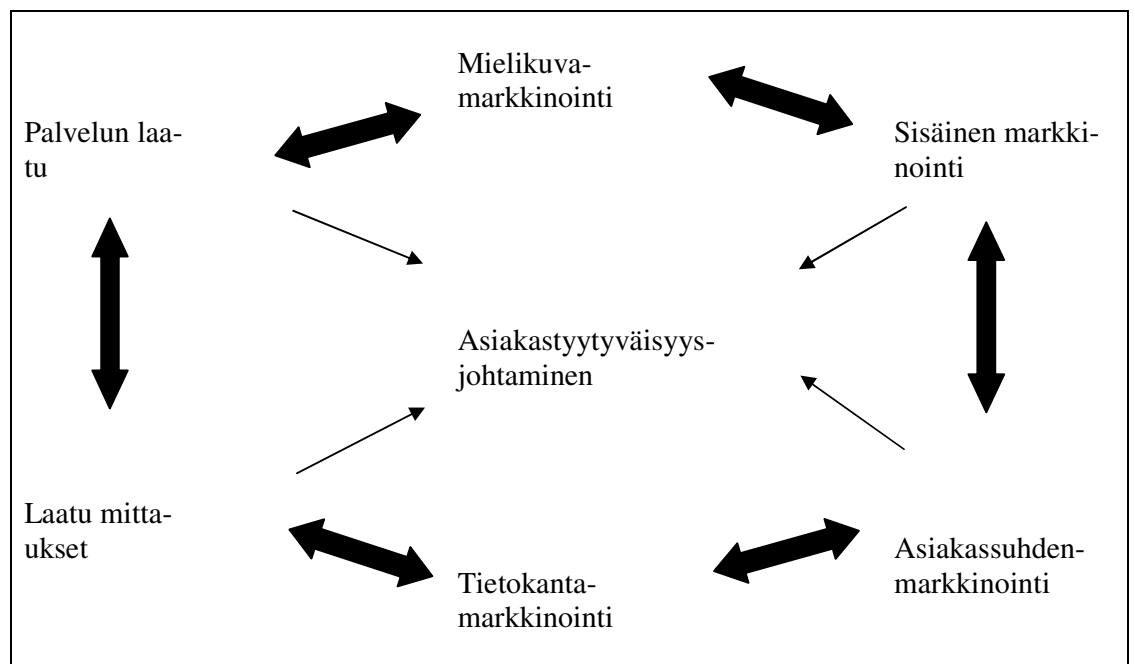 Mielikuva-
markkinointi
Palvelun laa-
tu
Sisäinen markki-
nointi
Asiakastyytyväisyys-
johtaminen
Laatu mitta-
ukset
Asiakassuhden-
markkinointi
Tietokanta-
markkinointi